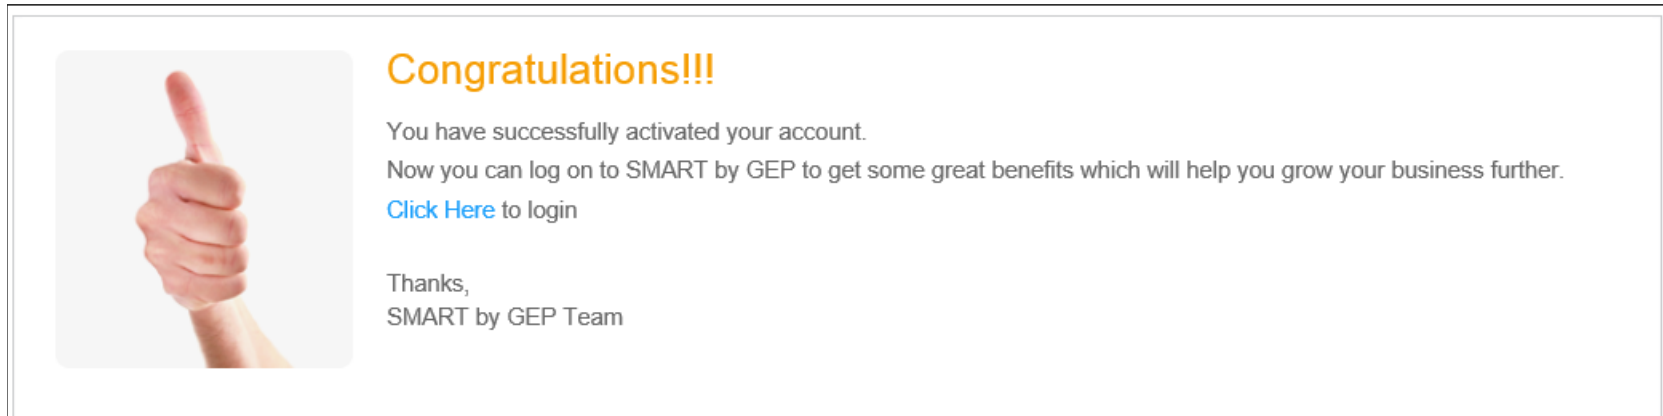 Congratulations!!!
You have successfully activated your account.
Now you can log on to SMART by GEP to get some great benefits which will help you grow your business further.
Click Here to login
Thanks,
SMART by GEP Team